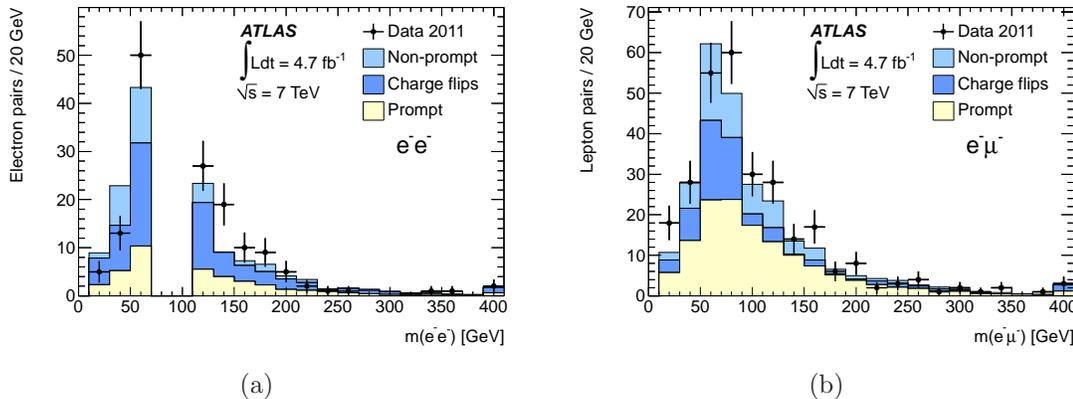 Electron pairs / 20 GeV
50
40
30
20
10
0
ATLAS
∫Ldt = 4.7 fb⁻¹
√s = 7 TeV
Data 2011
Non-prompt
Charge flips
Prompt
e⁻e⁻
0 50 100 150 200 250 300 350 400
m(e⁻e⁻) [GeV]
(a)
Lepton pairs / 20 GeV
70
60
50
40
30
20
10
0
ATLAS
∫Ldt = 4.7 fb⁻¹
√s = 7 TeV
Data 2011
Non-prompt
Charge flips
Prompt
e⁻μ⁻
0 50 100 150 200 250 300 350 400
m(e⁻μ⁻) [GeV]
(b)